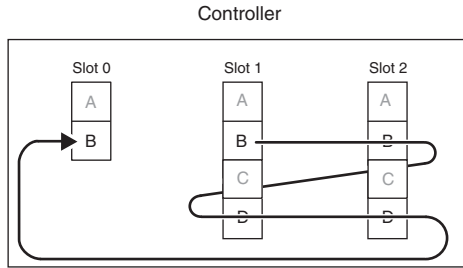 Controller
Slot 0 Slot 1 Slot 2
A A A
B B B
C C
D D